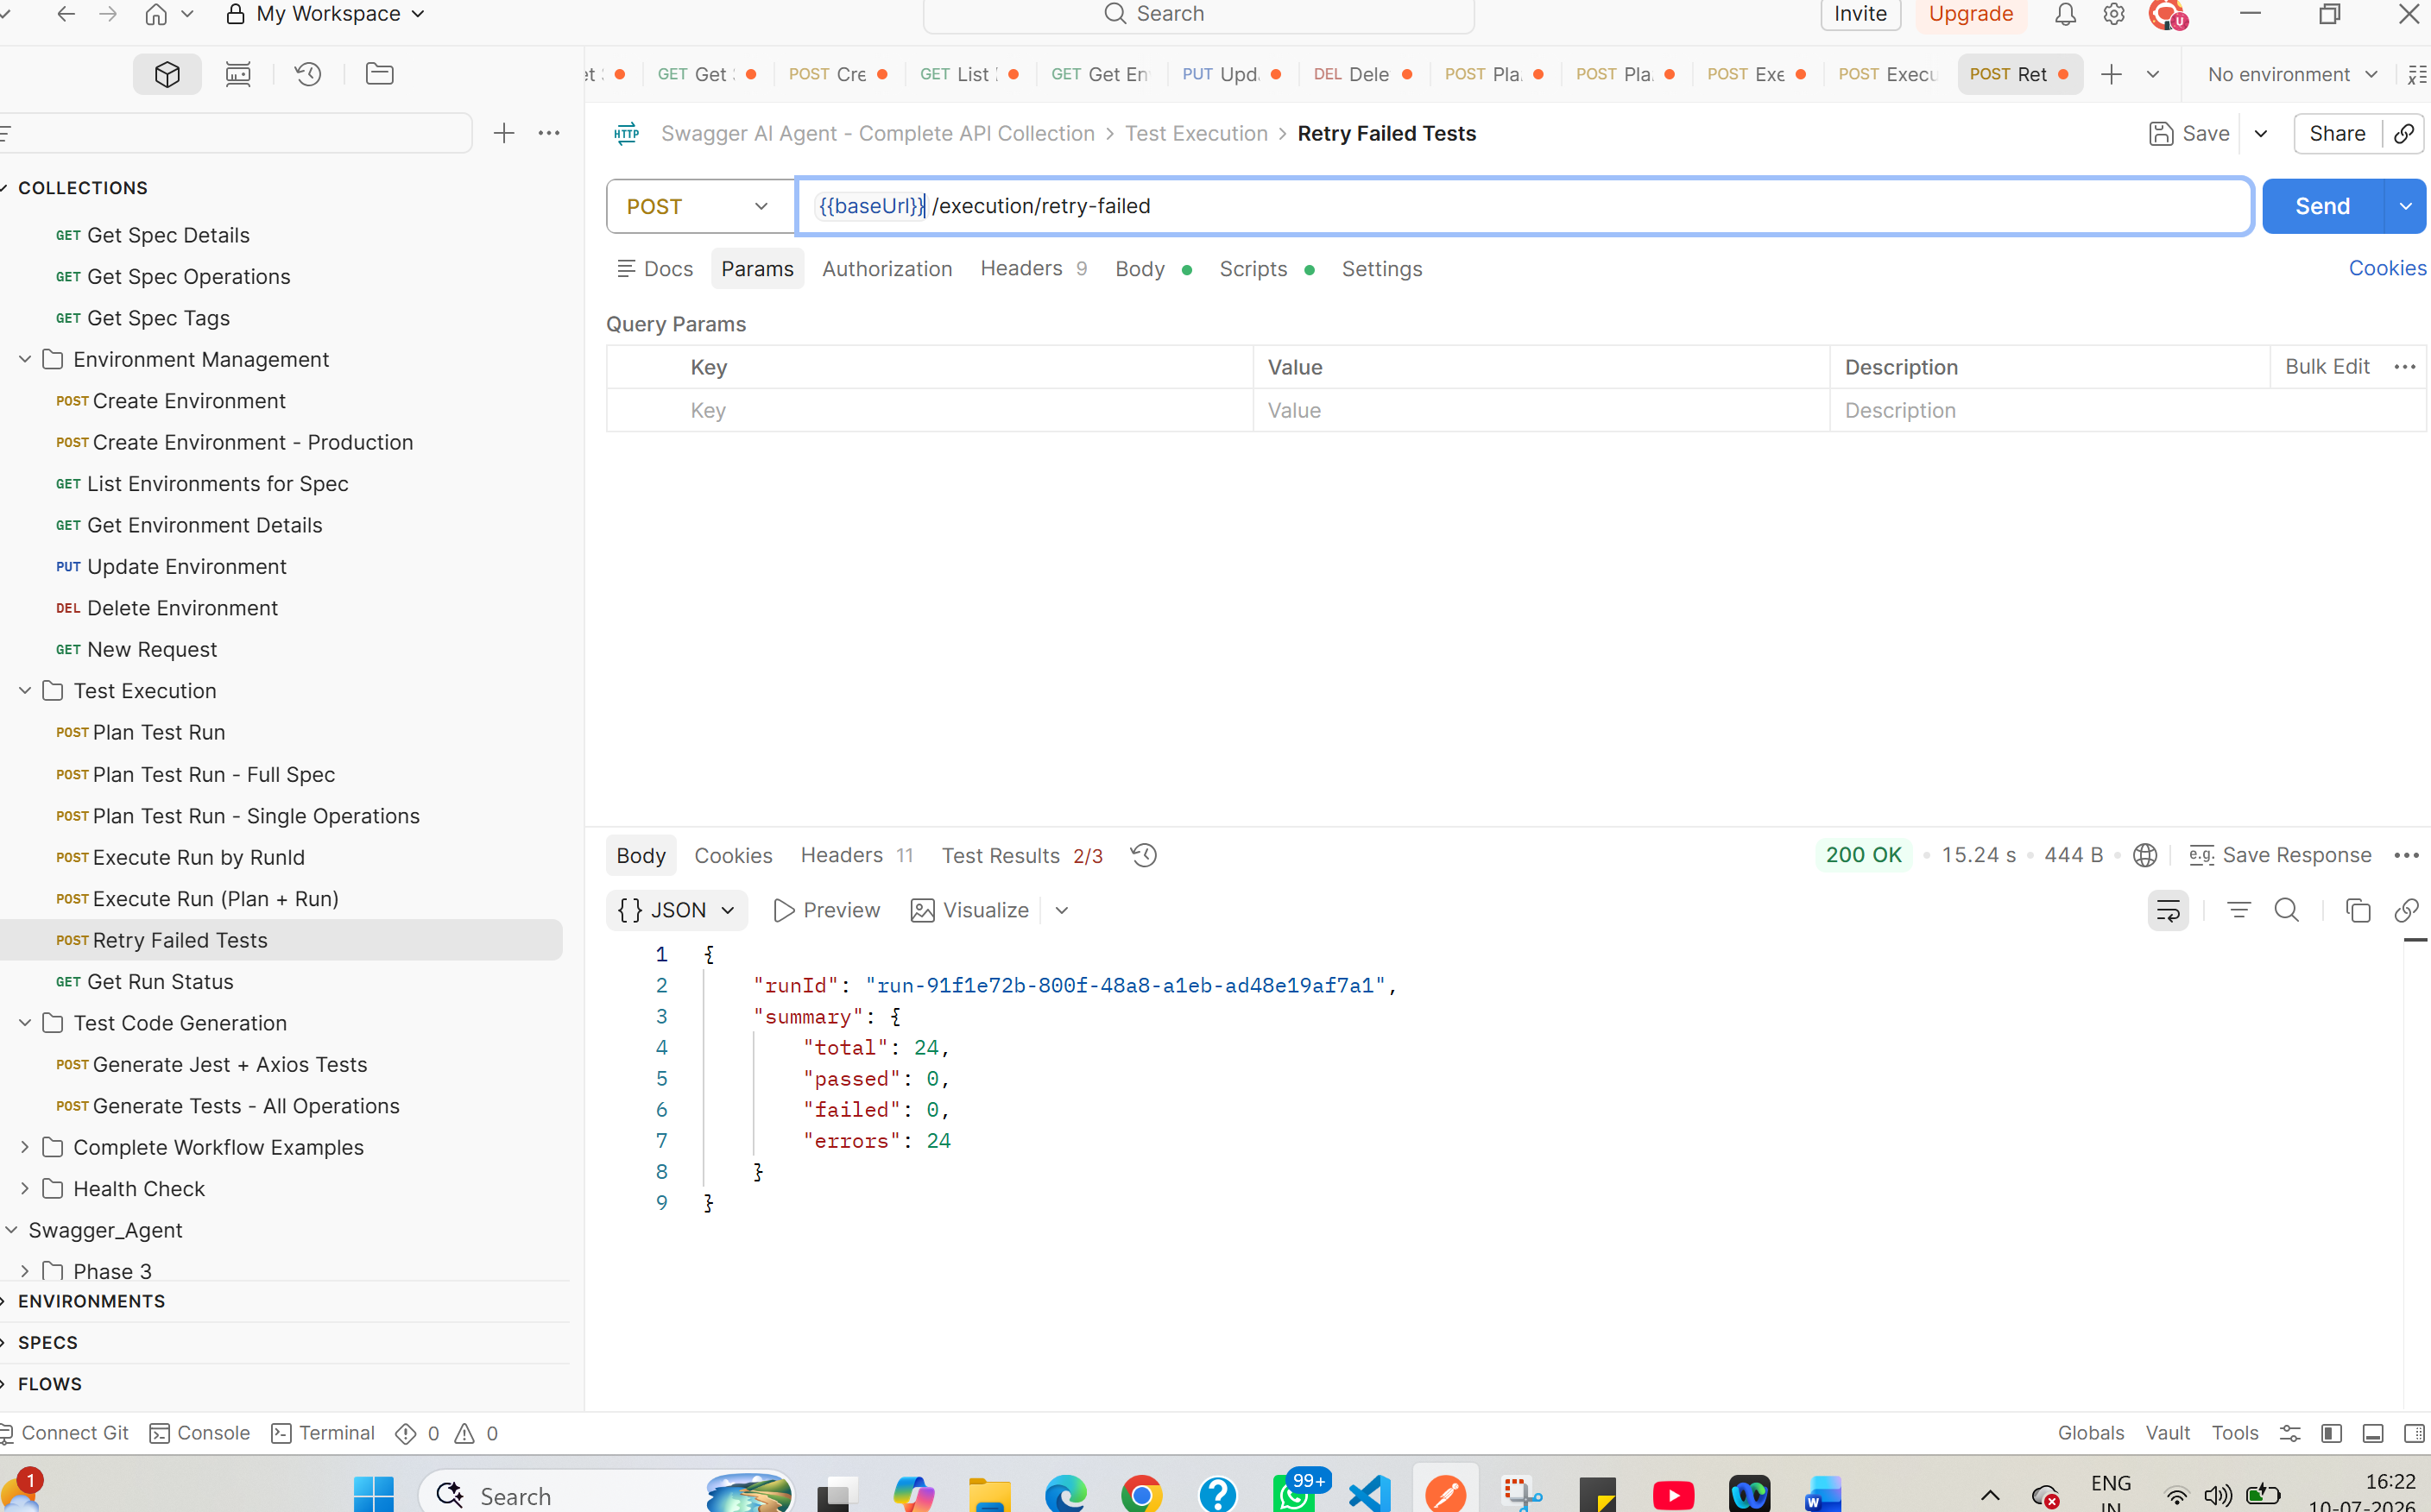 My Workspace
Search
Invite
Upgrade
U
GET Get
POST Cre
GET List
GET Get En
PUT Upd
DEL Dele
POST Pla
POST Pla
POST Exe
POST Execu
POST Ret
No environment
HTTP Swagger AI Agent - Complete API Collection > Test Execution > Retry Failed Tests
Save
Share
COLLECTIONS
GET Get Spec Details
GET Get Spec Operations
GET Get Spec Tags
Environment Management
POST Create Environment
POST Create Environment - Production
GET List Environments for Spec
GET Get Environment Details
PUT Update Environment
DEL Delete Environment
GET New Request
Test Execution
POST Plan Test Run
POST Plan Test Run - Full Spec
POST Plan Test Run - Single Operations
POST Execute Run by RunId
POST Execute Run (Plan + Run)
POST Retry Failed Tests
GET Get Run Status
Test Code Generation
POST Generate Jest + Axios Tests
POST Generate Tests - All Operations
Complete Workflow Examples
Health Check
Swagger_Agent
Phase 3
ENVIRONMENTS
SPECS
FLOWS
POST
{{baseUrl}} /execution/retry-failed
Send
Docs
Params
Authorization
Headers 9
Body
Scripts
Settings
Cookies
Query Params
Key Value Description Bulk Edit
Key Value Description
Body Cookies Headers 11 Test Results 2/3
200 OK 15.24 s 444 B
e.g. Save Response
{} JSON
Preview
Visualize
1 {
2 "runId": "run-91f1e72b-800f-48a8-a1eb-ad48e19af7a1",
3 "summary": {
4 "total": 24,
5 "passed": 0,
6 "failed": 0,
7 "errors": 24
8 }
9 }
Connect Git
Console
Terminal
0
0
Globals
Vault
Tools
1
Search
99+
ENG
IN
16:22
10-07-2026